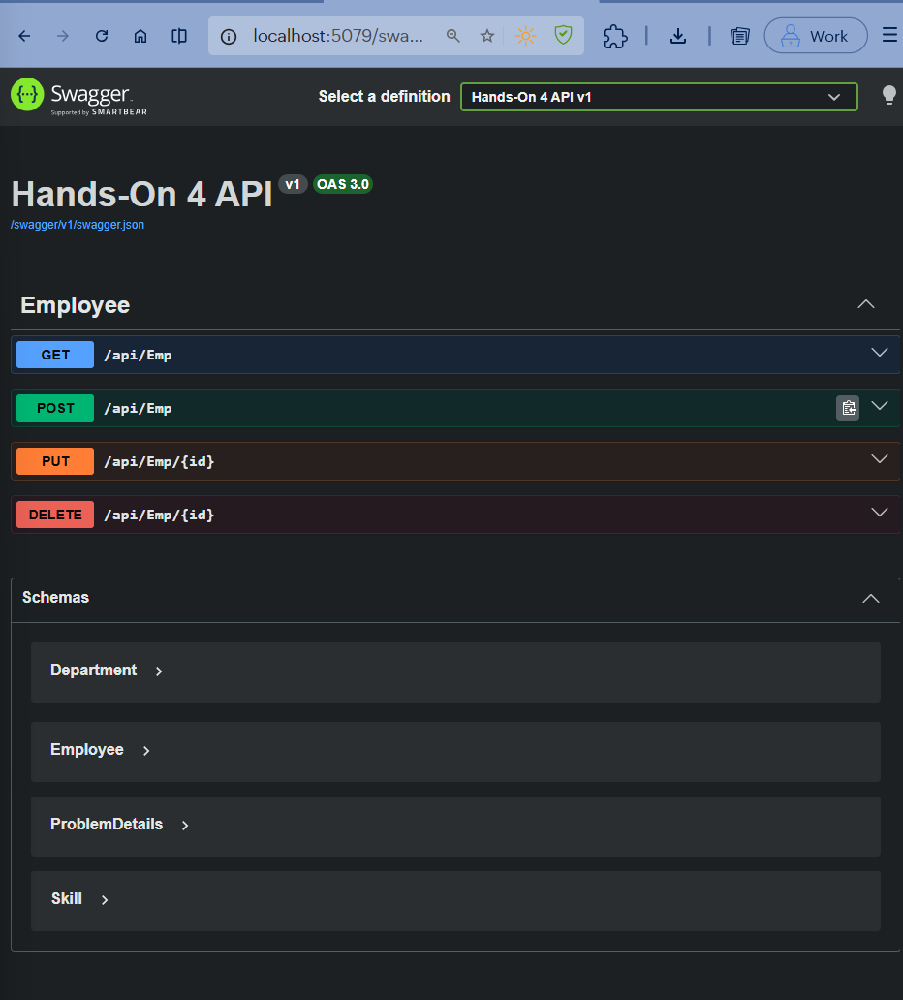 localhost:5079/swa...
Work
Swagger
Supported by SMARTBEAR
Select a definition
Hands-On 4 API v1
Hands-On 4 API v1 OAS 3.0
/swagger/v1/swagger.json
Employee
GET /api/Emp
POST /api/Emp
PUT /api/Emp/{id}
DELETE /api/Emp/{id}
Schemas
Department
Employee
ProblemDetails
Skill